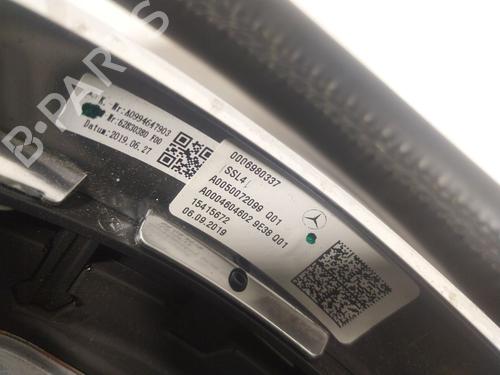 B-PARTS
K. Nr:A0994647903
Nr:62830380 F00
Datum:2019.06.27
0006980337
SSL4
A0050072099 Q01
A0004604602 9E38 Q01
15415672
06.09.2019